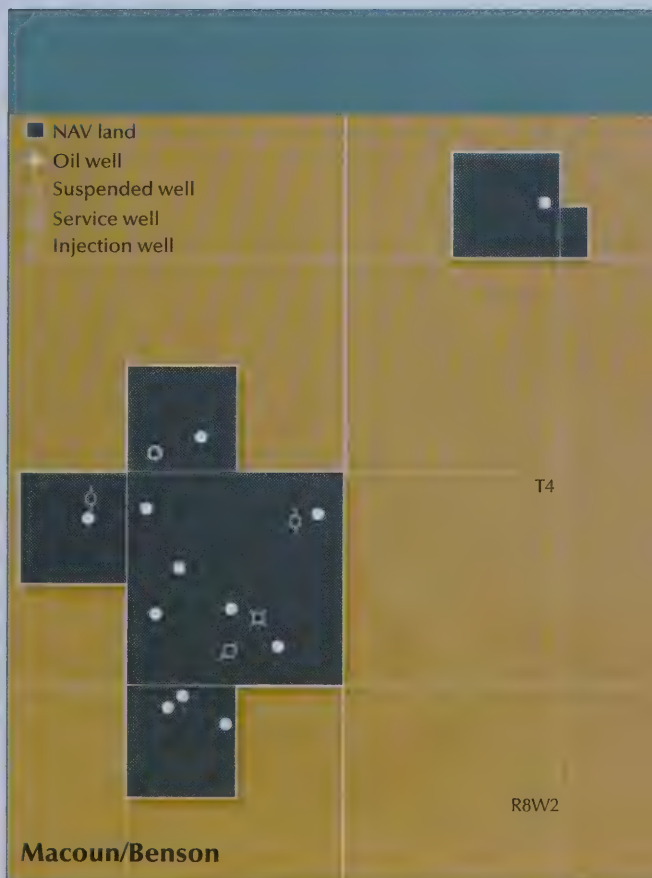 NAV land
Oil well
Suspended well
Service well
Injection well
T4
R8W2
Macoun/Benson